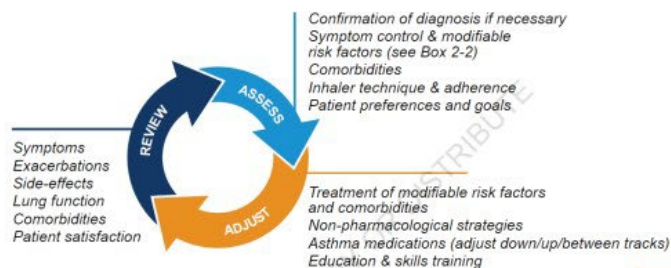 Confirmation of diagnosis if necessary
Symptom control & modifiable
risk factors (see Box 2-2)
Comorbidities
Inhaler technique & adherence
Patient preferences and goals
ASSESS
REVIEW
Symptoms
Exacerbations
Side-effects
Lung function
Comorbidities
Patient satisfaction
ADJUST
Treatment of modifiable risk factors
and comorbidities
Non-pharmacological strategies
Asthma medications (adjust down/up/between tracks)
Education & skills training
DISTRIBUTE